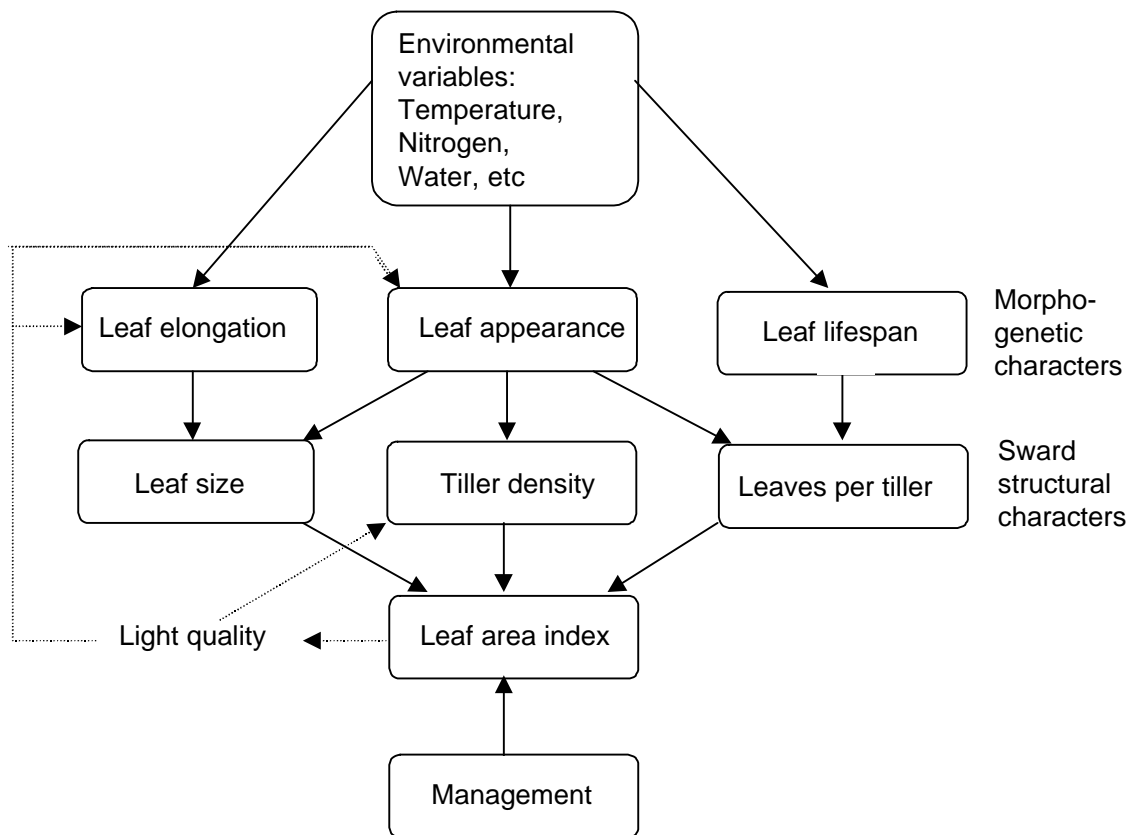 Environmental
variables:
Temperature,
Nitrogen,
Water, etc
Leaf elongation
Leaf appearance
Leaf lifespan
Morpho-
genetic
characters
Leaf size
Tiller density
Leaves per tiller
Sward
structural
characters
Light quality
Leaf area index
Management